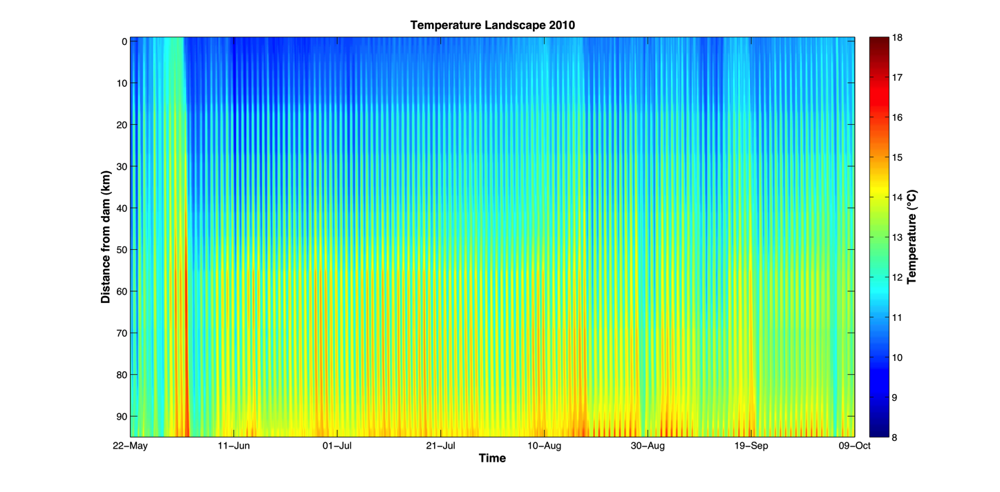 Temperature Landscape 2010
0
10
20
30
40
50
60
70
80
90
Distance from dam (km)
22−May
11−Jun
01−Jul
21−Jul
10−Aug
30−Aug
19−Sep
09−Oct
Time
18
17
16
15
14
13
12
11
10
9
8
Temperature (°C)